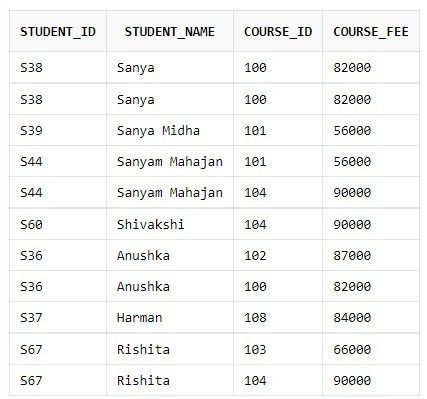 STUDENT_ID STUDENT_NAME COURSE_ID COURSE_FEE
S38 Sanya 100 82000
S38 Sanya 100 82000
S39 Sanya Midha 101 56000
S44 Sanyam Mahajan 101 56000
S44 Sanyam Mahajan 104 90000
S60 Shivakshi 104 90000
S36 Anushka 102 87000
S36 Anushka 100 82000
S37 Harman 108 84000
S67 Rishita 103 66000
S67 Rishita 104 90000